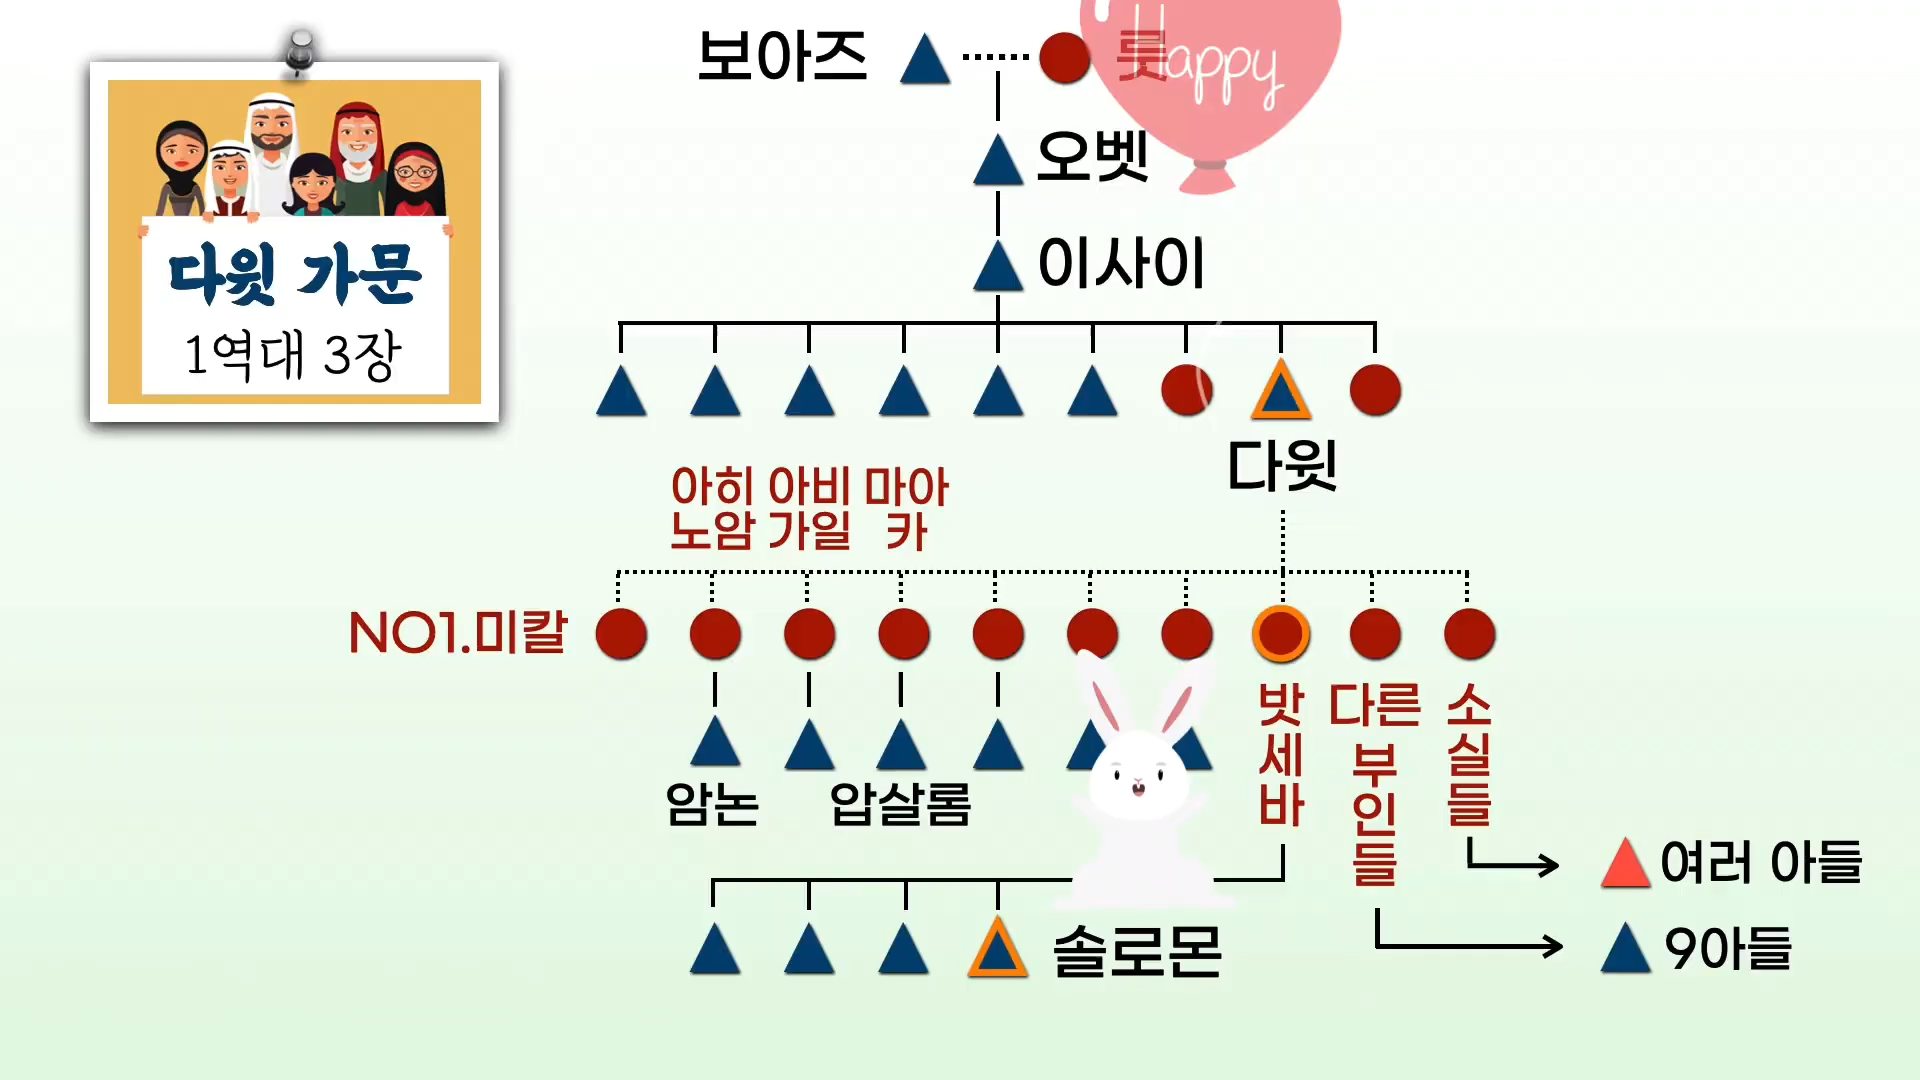 보아즈
룻
Happy
오벳
이사이
다윗 가문
1역대 3장
다윗
아히 아비 마아
노암 가일 카
NO1.미칼
밧세바
다른 부인들
소실들
암논
압살롬
여러 아들
9아들
솔로몬